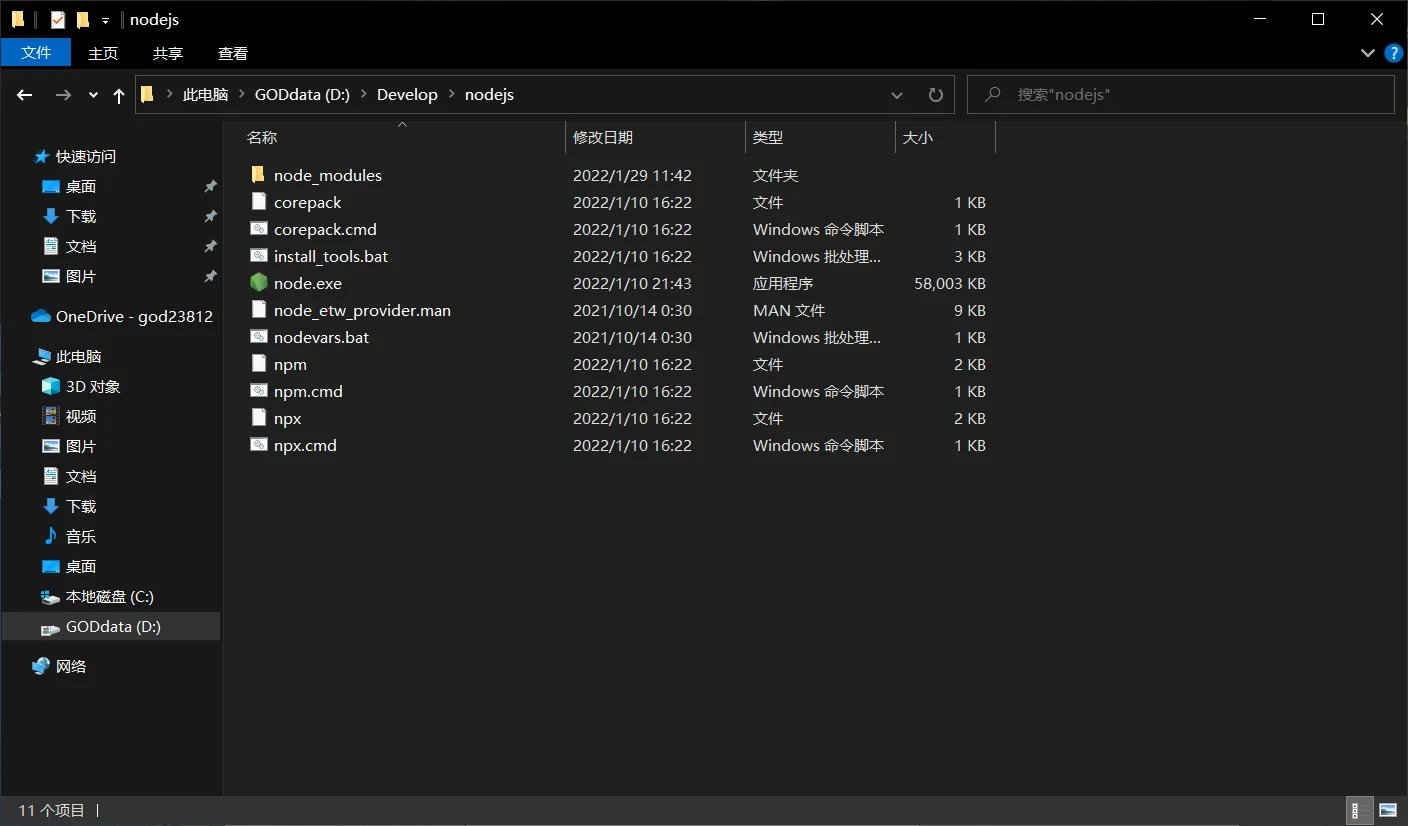 nodejs
文件 主页 共享 查看
此电脑 GODdata (D:) Develop nodejs 搜索"nodejs"
名称 修改日期 类型 大小
快速访问
桌面
下载
文档
图片
OneDrive - god23812
此电脑
3D 对象
视频
图片
文档
下载
音乐
桌面
本地磁盘 (C:)
GODdata (D:)
网络
node_modules 2022/1/29 11:42 文件夹
corepack 2022/1/10 16:22 文件 1 KB
corepack.cmd 2022/1/10 16:22 Windows 命令脚本 1 KB
install_tools.bat 2022/1/10 16:22 Windows 批处理... 3 KB
node.exe 2022/1/10 21:43 应用程序 58,003 KB
node_etw_provider.man 2021/10/14 0:30 MAN 文件 9 KB
nodevars.bat 2021/10/14 0:30 Windows 批处理... 1 KB
npm 2022/1/10 16:22 文件 2 KB
npm.cmd 2022/1/10 16:22 Windows 命令脚本 1 KB
npx 2022/1/10 16:22 文件 2 KB
npx.cmd 2022/1/10 16:22 Windows 命令脚本 1 KB
11 个项目